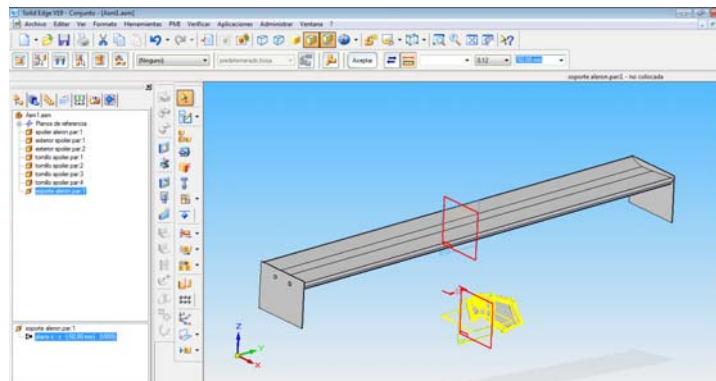 Solid Edge V19 - Conjunto - [Asm1.asm]
Archivo Editar Ver Formato Herramientas PMI Verificar Aplicaciones Administrar Ventana ?
(Ninguno) Aceptar 3.12
soporte aleron.par:1 - no colocada
Asm1.asm
Planos de referencia
spoiler aleron.par:1
exterior spoiler.par:1
exterior spoiler.par:2
tornillo spoiler.par:1
tornillo spoiler.par:2
tornillo spoiler.par:3
tornillo spoiler.par:4
soporte aleron.par:1
Z
Y
X
soporte aleron.par:1